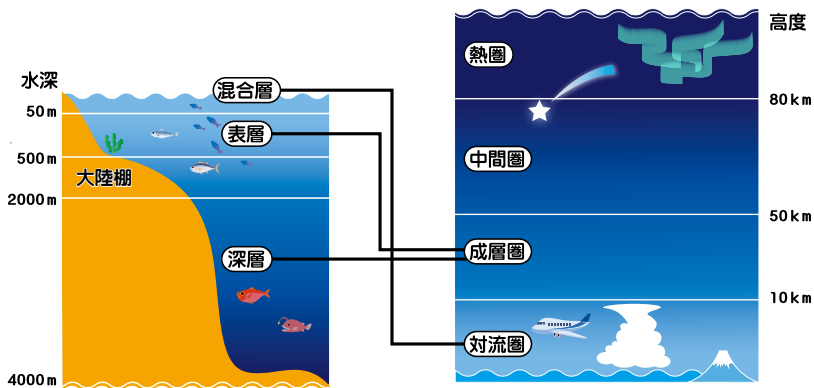 水深
混合層
50m
表層
500m
大陸棚
2000m
深層
4000m
高度
熱圏
80km
中間圏
50km
成層圏
10km
対流圏